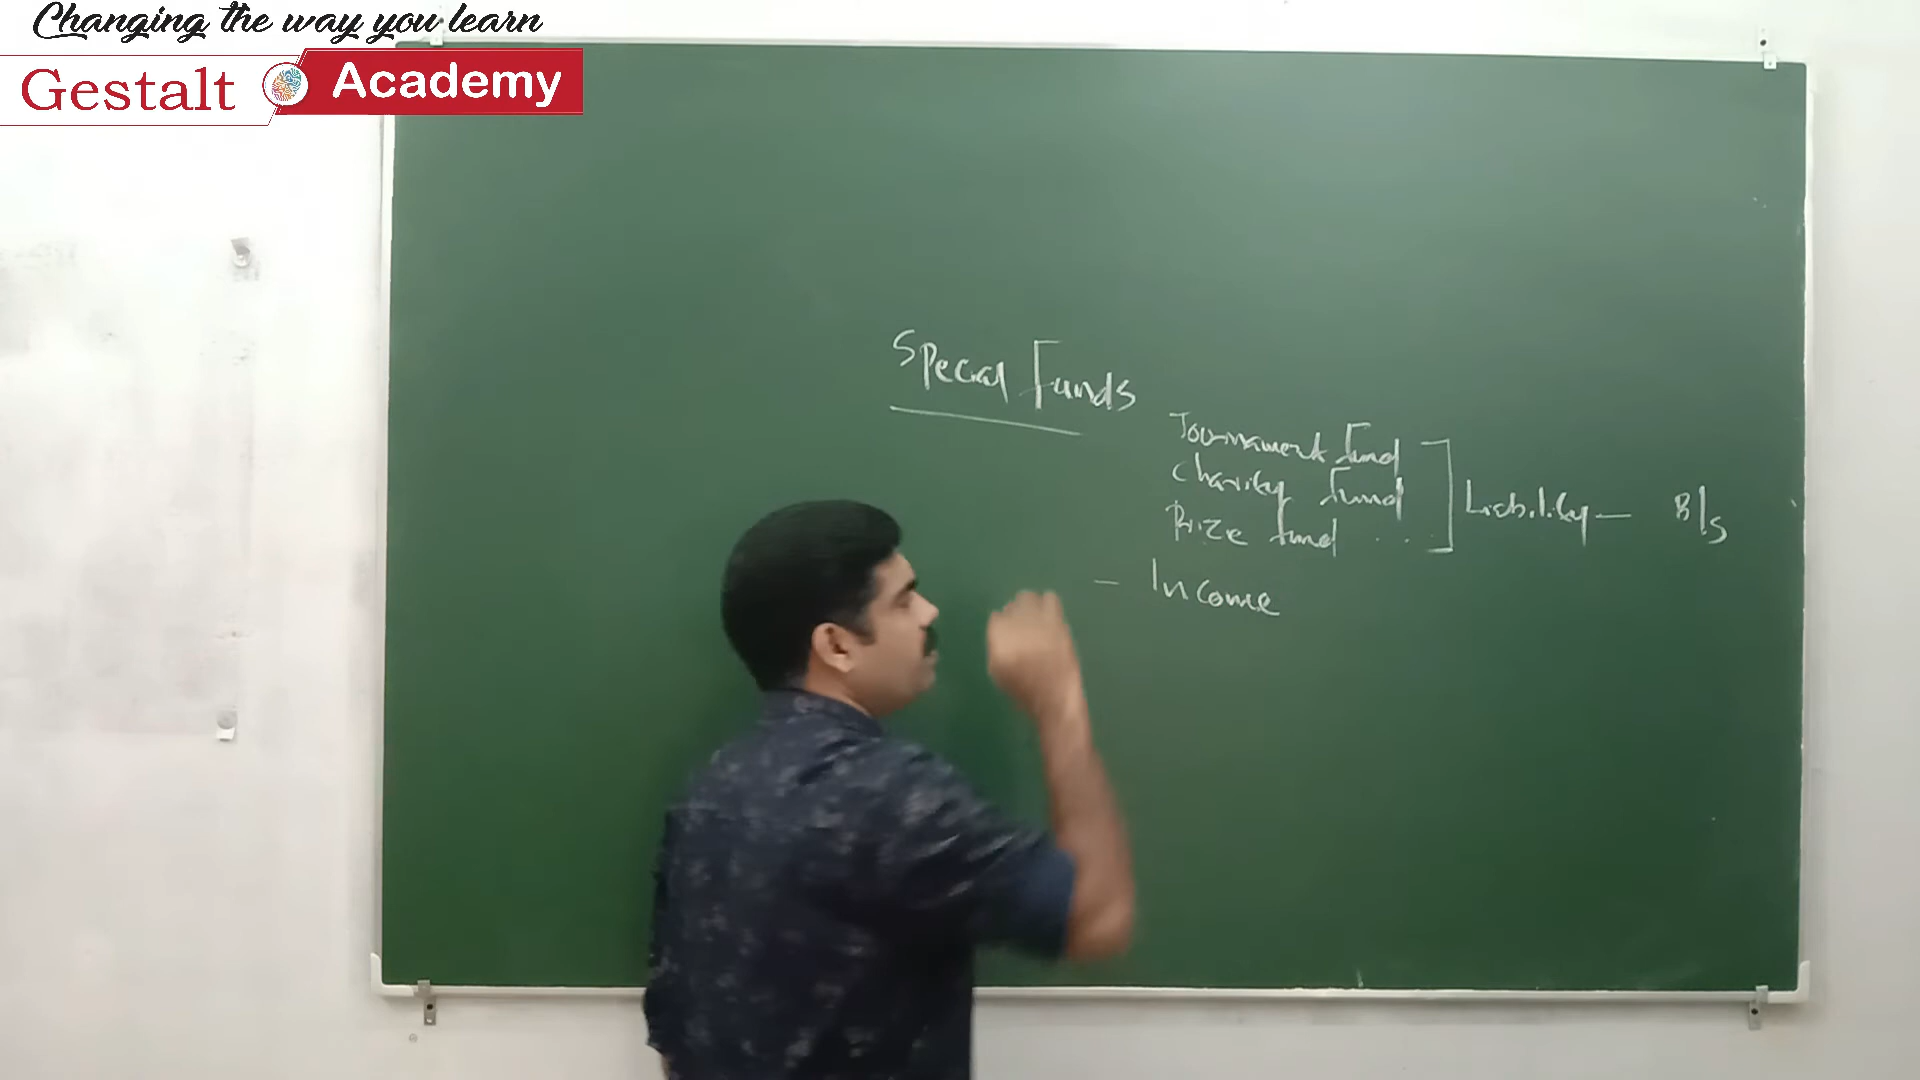 Changing the way you learn
Gestalt Academy
Special Funds
Tournament Fund
Charity Fund
Prize fund ...
Liability — B/S
— Income